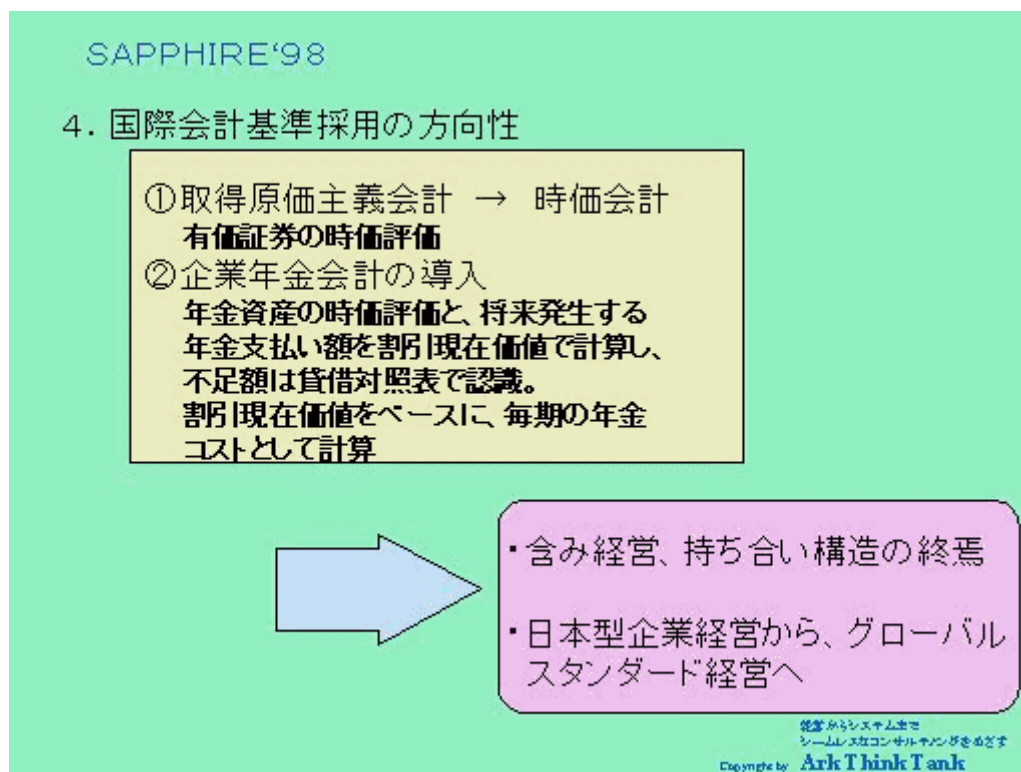 SAPPHIRE‘98
4．国際会計基準採用の方向性
①取得原価主義会計 → 時価会計
有価証券の時価評価
②企業年金会計の導入
年金資産の時価評価と、将来発生する
年金支払い額を割引現在価値で計算し、
不足額は貸借対照表で認識。
割引現在価値をベースに、毎期の年金
コストとして計算
・含み経営、持ち合い構造の終焉
・日本型企業経営から、グローバル
スタンダード経営へ
経営からシステムまで
シームレスなコンサルティングをめざす
Copyright by Ark Think Tank